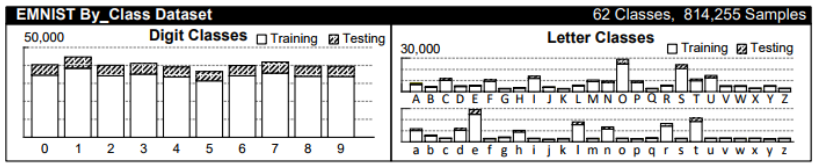 EMNIST By_Class Dataset 62 Classes, 814,255 Samples
50,000 Digit Classes Training Testing
0 1 2 3 4 5 6 7 8 9
Letter Classes
30,000 Training Testing
A B C D E F G H I J K L M N O P Q R S T U V W X Y Z
a b c d e f g h i j k l m n o p q r s t u v w x y z